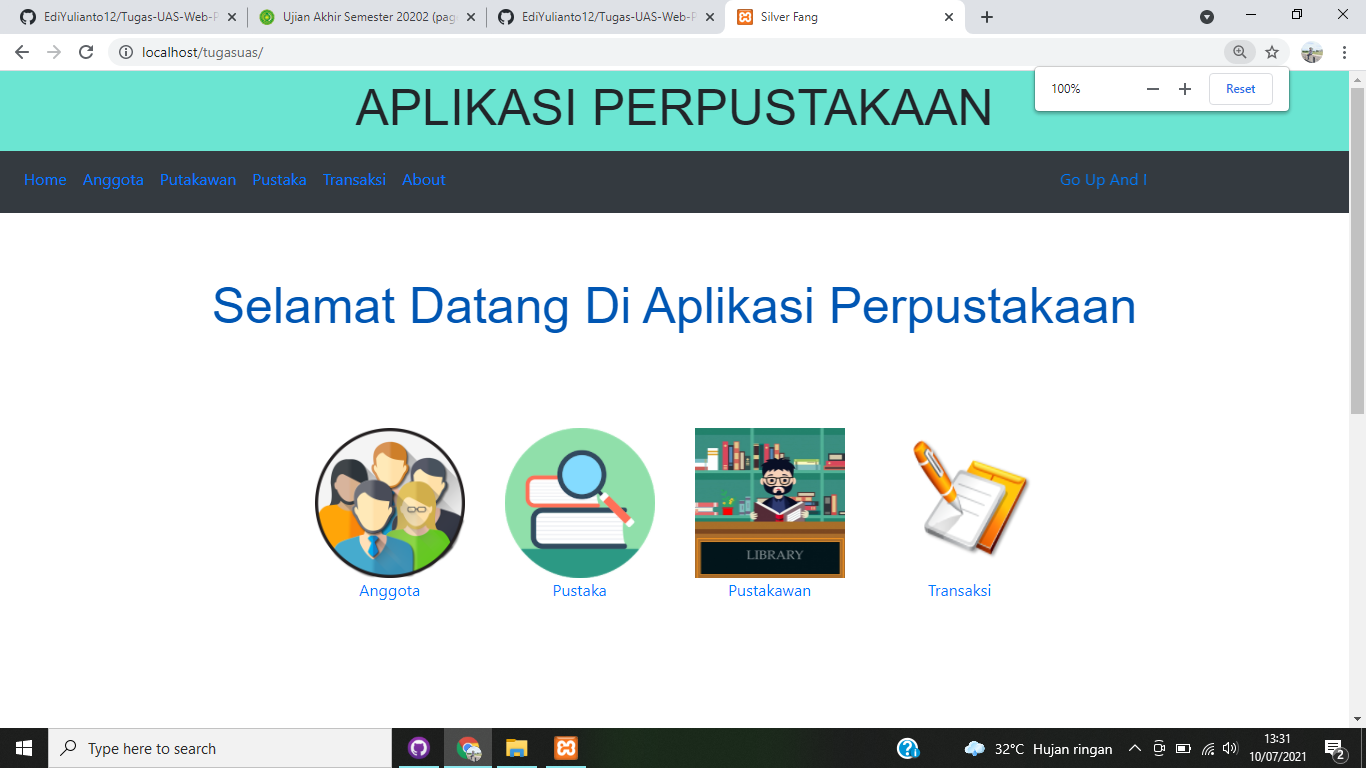 EdiYulianto12/Tugas-UAS-Web-P
Ujian Akhir Semester 20202 (pag
EdiYulianto12/Tugas-UAS-Web-P
Silver Fang
localhost/tugasuas/
100%
Reset
APLIKASI PERPUSTAKAAN
Home Anggota Putakawan Pustaka Transaksi About Go Up And I
Selamat Datang Di Aplikasi Perpustakaan
LIBRARY
Anggota Pustaka Pustakawan Transaksi
Type here to search
32°C Hujan ringan
13:31
10/07/2021
2